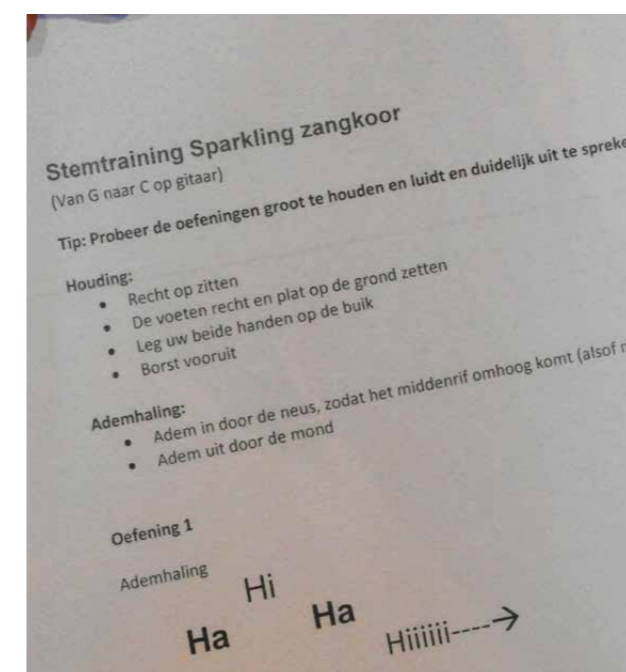 Stemtraining Sparkling zangkoor
(Van G naar C op gitaar)
Tip: Probeer de oefeningen groot te houden en luidt en duidelijk uit te spreke
Houding:
• Recht op zitten
• De voeten recht en plat op de grond zetten
• Leg uw beide handen op de buik
• Borst vooruit
Ademhaling:
• Adem in door de neus, zodat het middenrif omhoog komt (alsof
• Adem uit door de mond
Oefening 1
Ademhaling
Hi
Ha Ha Hiiiiii----→